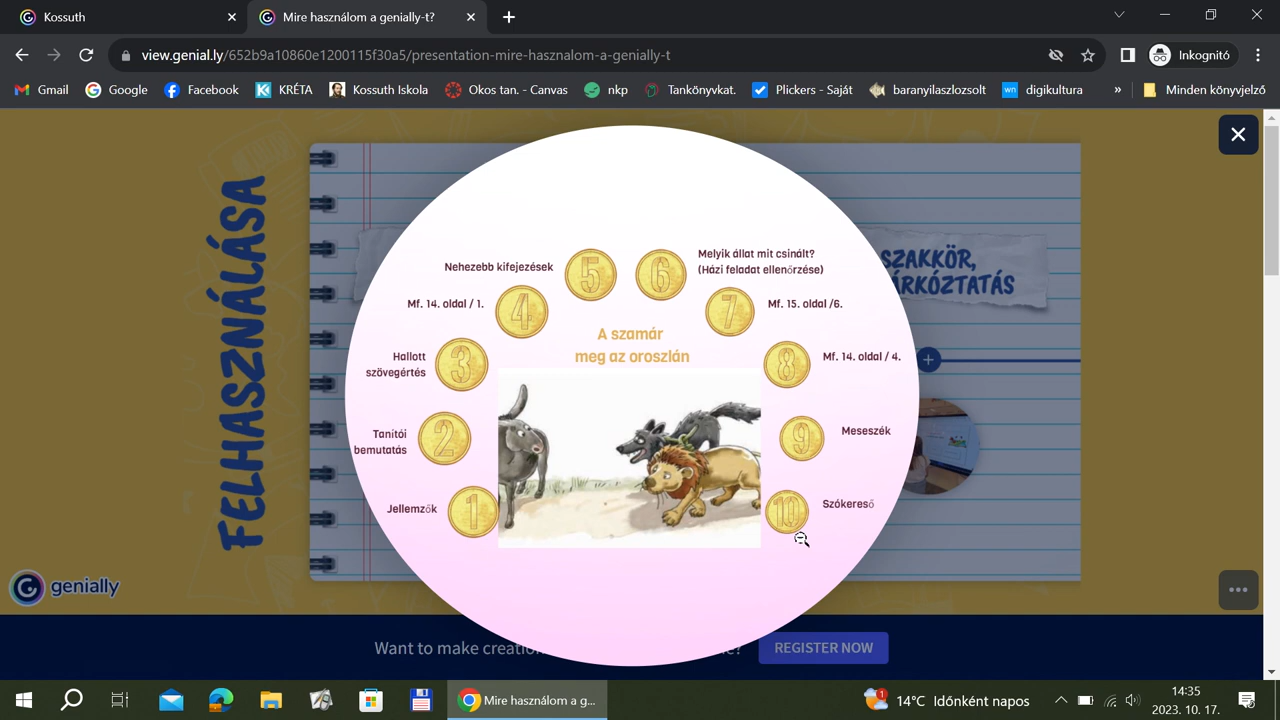 Kossuth
Mire használom a genially-t?
view.genial.ly/652b9a10860e1200115f30a5/presentation-mire-hasznalom-a-genially-t
Inkognitó
Gmail
Google
Tacebook
KRÉTA
Kossuth Iskola
Okos tan. - Canvas
nkp
Tankönyvkat.
Plickers - Saját
baranyilaszlozsolt
wn
digikultura
»
Minden könyvjelző
FELHASZNÁLÁSA
SZAKKÖR,
ÁRKÓZTATÁS
Nehezebb kifejezések
5
6
Melyik állat mit csinált?
(Házi feladat ellenőrzése)
Mf. 14. oldal / 1.
4
7
Mf. 15. oldal /6.
A szamár
meg az oroszlán
Hallott
szövegértés
3
8
Mf. 14. oldal / 4.
Tanítói
bemutatás
2
9
Meseszék
Jellemzők
1
10
Szókereső
genially
Want to make creation
e?
REGISTER NOW
Mire használom a g...
1
14°C Időnként napos
14:35
2023. 10. 17.